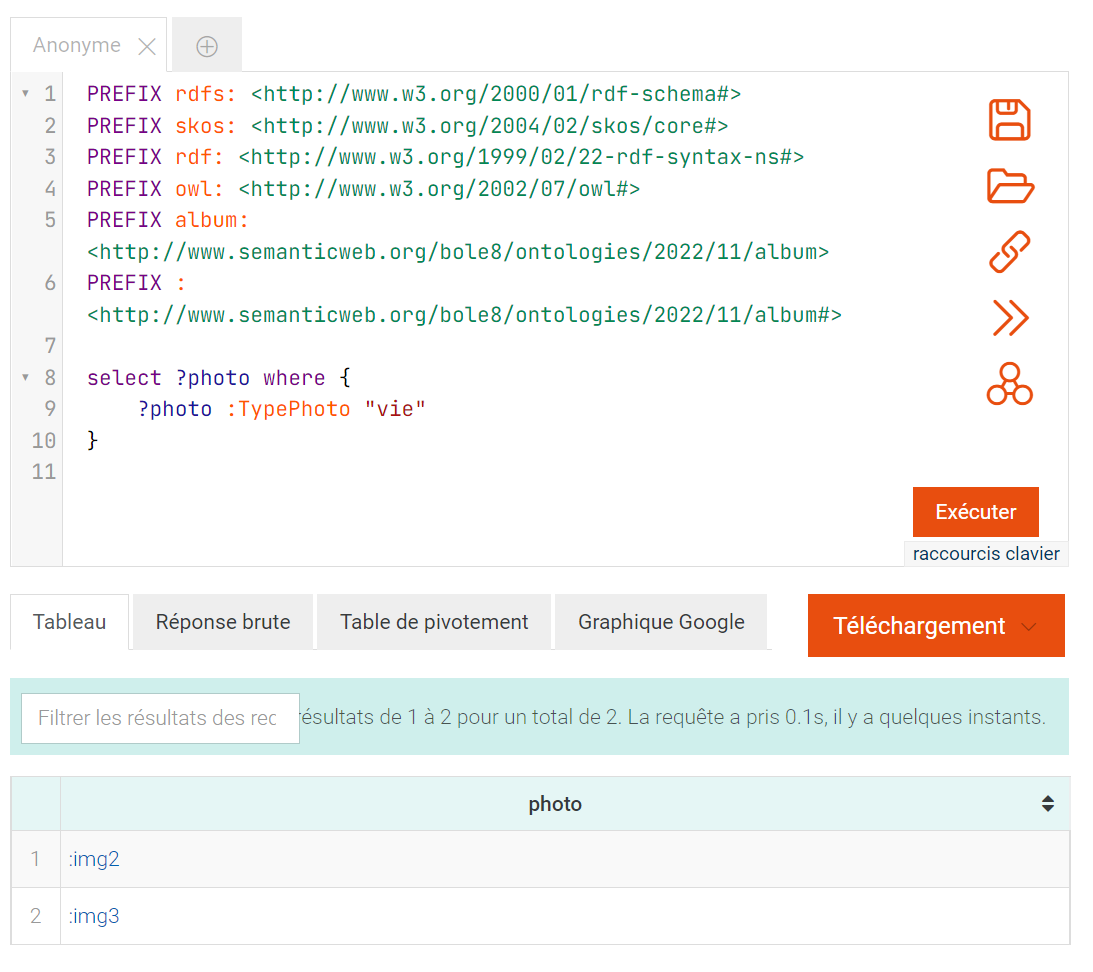 Anonyme
1 PREFIX rdfs: <http://www.w3.org/2000/01/rdf-schema#>
2 PREFIX skos: <http://www.w3.org/2004/02/skos/core#>
3 PREFIX rdf: <http://www.w3.org/1999/02/22-rdf-syntax-ns#>
4 PREFIX owl: <http://www.w3.org/2002/07/owl#>
5 PREFIX album:
<http://www.semanticweb.org/bole8/ontologies/2022/11/album>
6 PREFIX :
<http://www.semanticweb.org/bole8/ontologies/2022/11/album#>
7
8 select ?photo where {
9 ?photo :TypePhoto "vie"
10 }
11
Exécuter
raccourcis clavier
Tableau Réponse brute Table de pivotement Graphique Google Téléchargement
Filtrer les résultats des rec résultats de 1 à 2 pour un total de 2. La requête a pris 0.1s, il y a quelques instants.
photo
1 :img2
2 :img3